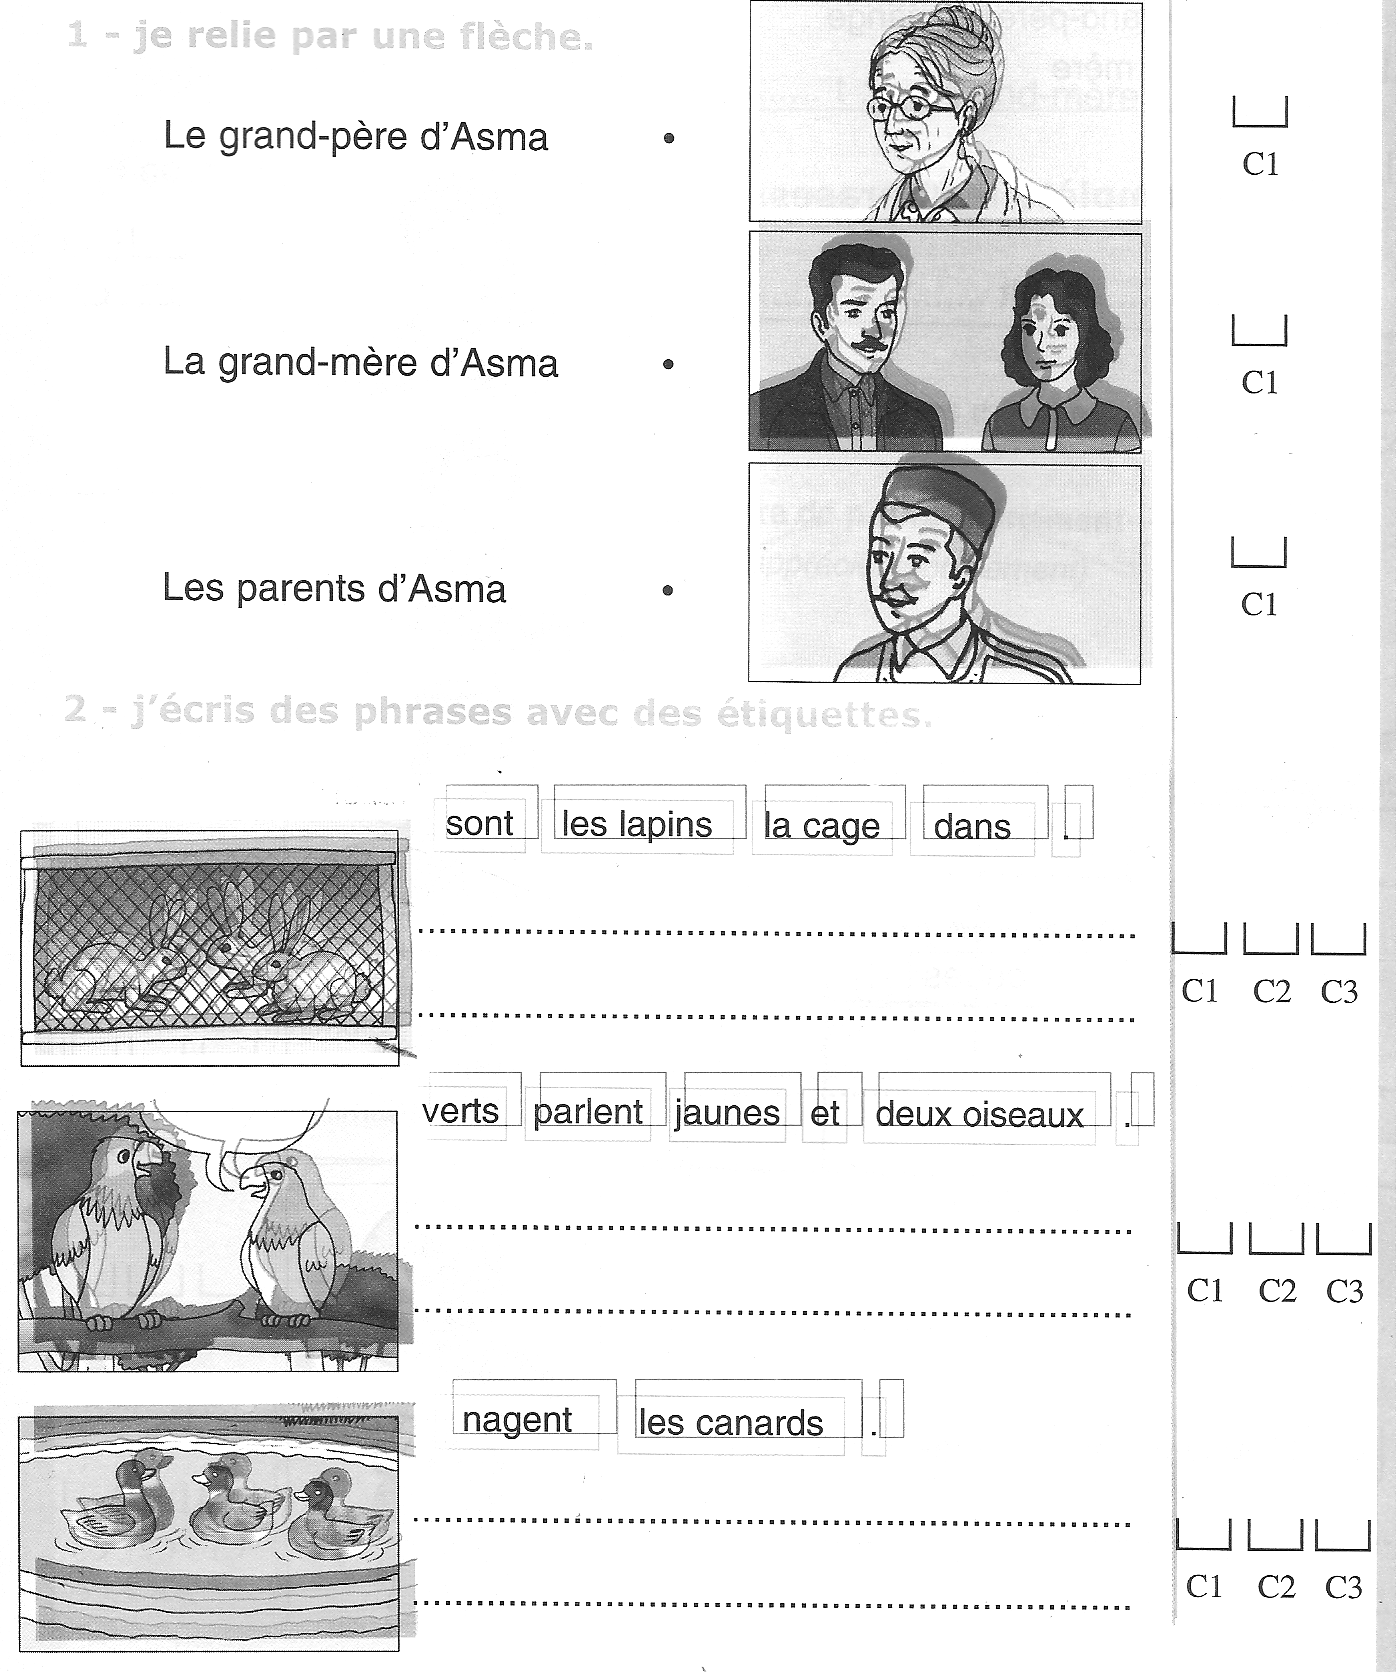 1 - je relie par une flèche.
Le grand-père d'Asma •
C1
La grand-mère d'Asma •
C1
Les parents d'Asma •
C1
2 - j'écris des phrases avec des étiquettes.
sont les lapins la cage dans .
C1 C2 C3
verts parlent jaunes et deux oiseaux .
C1 C2 C3
nagent les canards .
C1 C2 C3